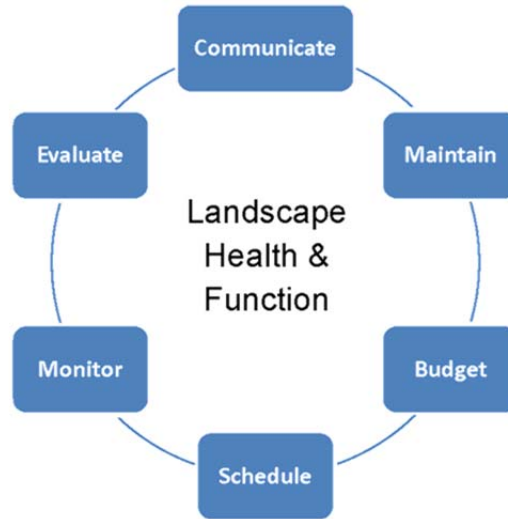 Communicate
Evaluate
Maintain
Landscape
Health &
Function
Monitor
Budget
Schedule